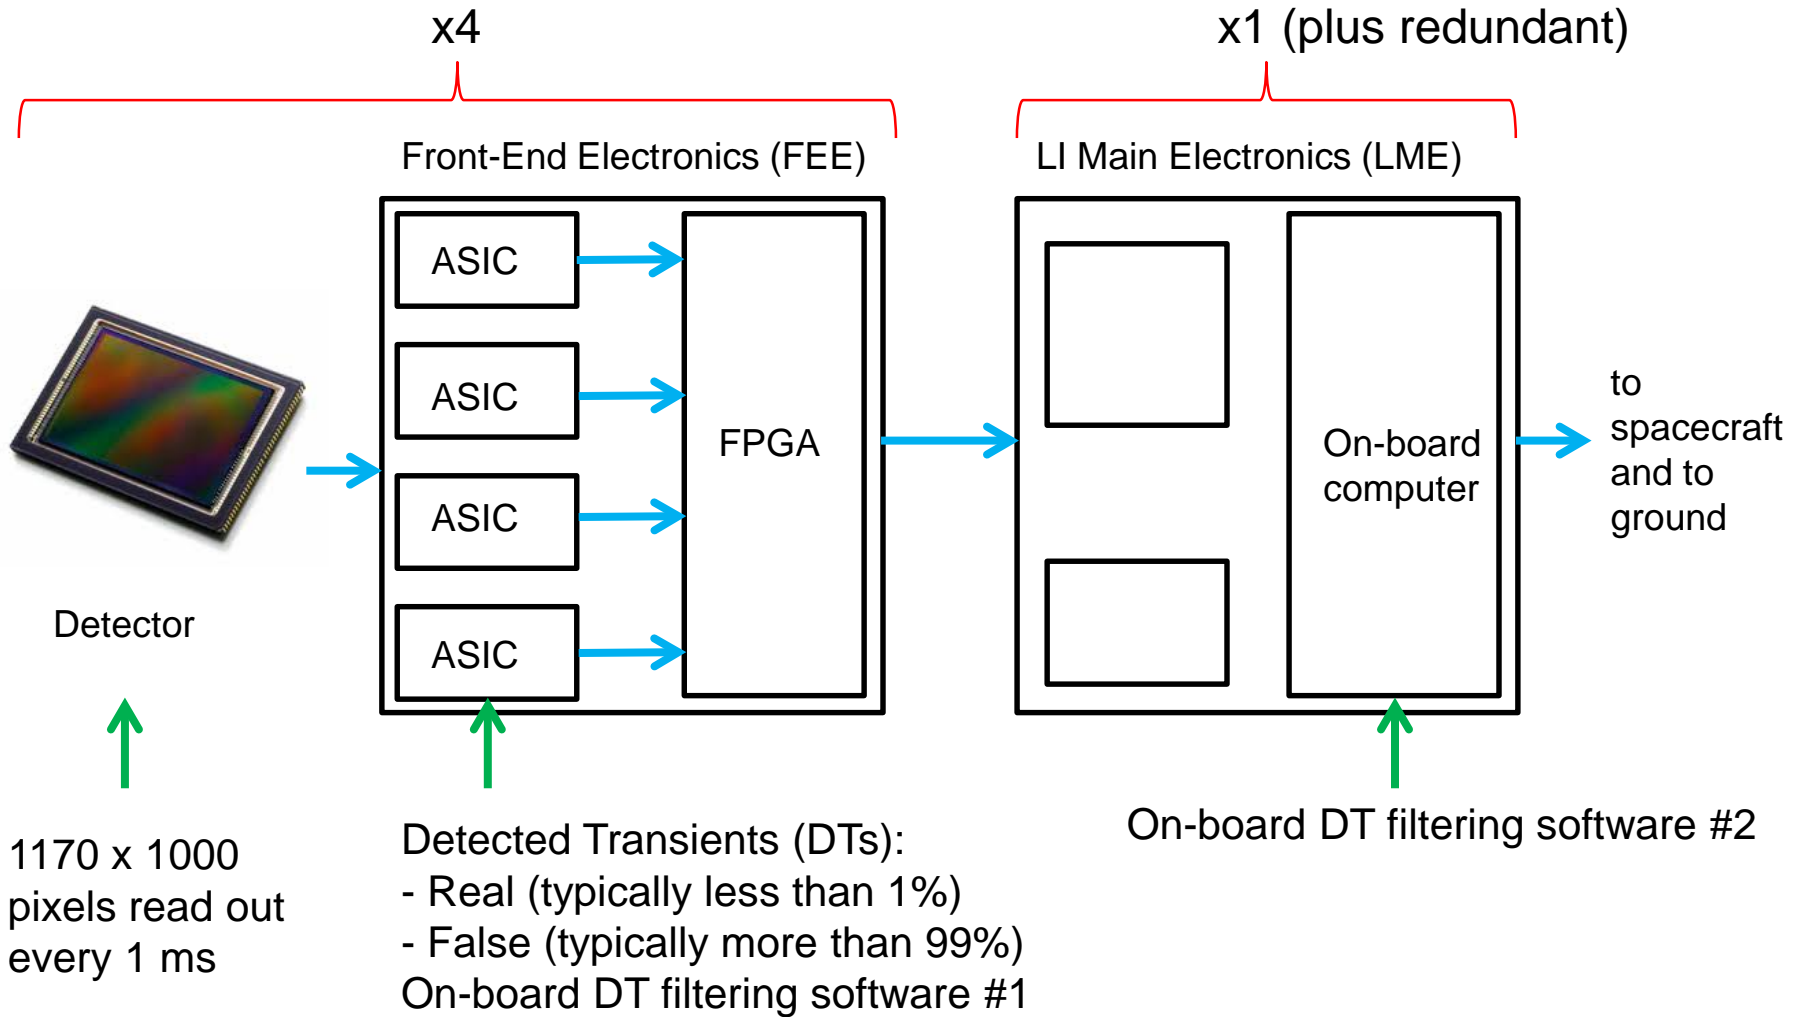 x4
x1 (plus redundant)
Front-End Electronics (FEE)
LI Main Electronics (LME)
ASIC
ASIC
ASIC
ASIC
FPGA
On-board
computer
to
spacecraft
and to
ground
Detector
1170 x 1000
pixels read out
every 1 ms
Detected Transients (DTs):
- Real (typically less than 1%)
- False (typically more than 99%)
On-board DT filtering software #1
On-board DT filtering software #2